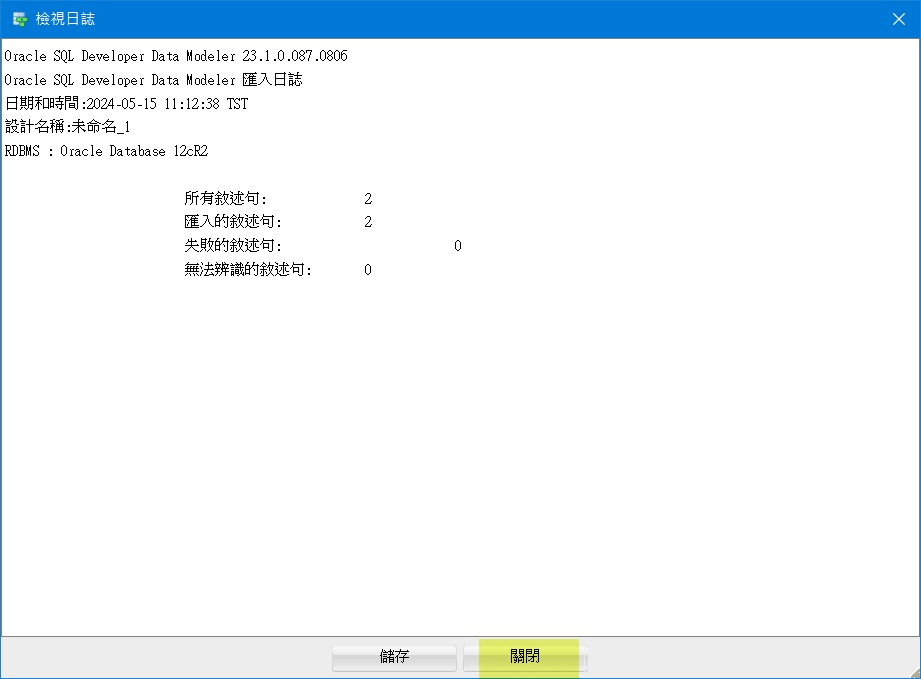 檢視日誌
Oracle SQL Developer Data Modeler 23.1.0.087.0806
Oracle SQL Developer Data Modeler 匯入日誌
日期和時間:2024-05-15 11:12:38 TST
設計名稱:未命名_1
RDBMS : Oracle Database 12cR2
所有敘述句: 2
匯入的敘述句: 2
失敗的敘述句: 0
無法辨識的敘述句: 0
儲存 關閉